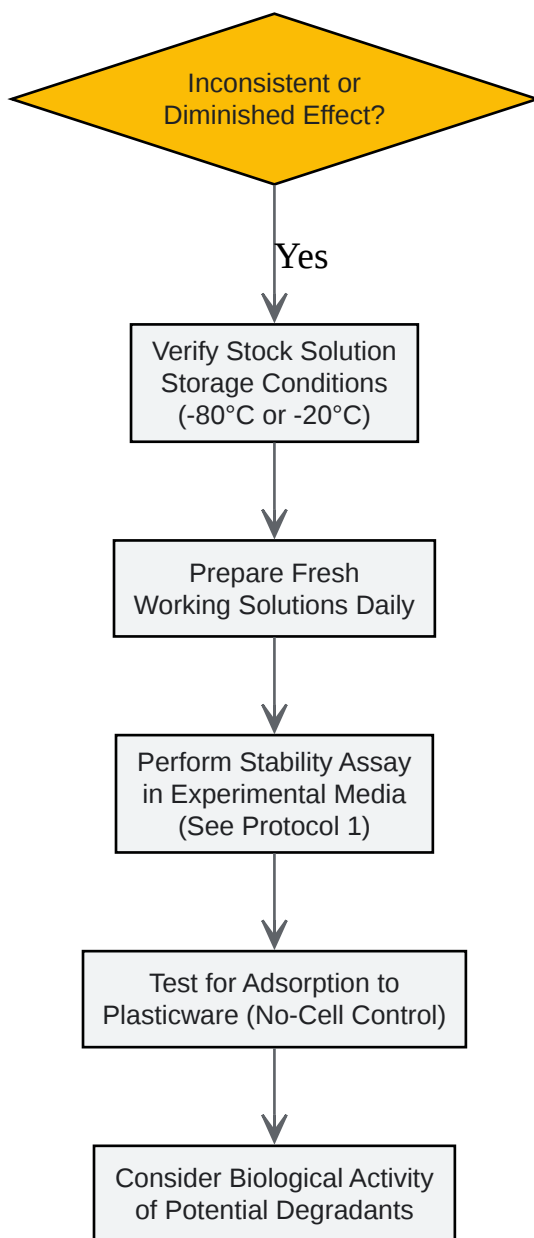 Inconsistent or
Diminished Effect?
Yes
Verify Stock Solution
Storage Conditions
(-80°C or -20°C)
Prepare Fresh
Working Solutions Daily
Perform Stability Assay
in Experimental Media
(See Protocol 1)
Test for Adsorption to
Plasticware (No-Cell Control)
Consider Biological Activity
of Potential Degradants